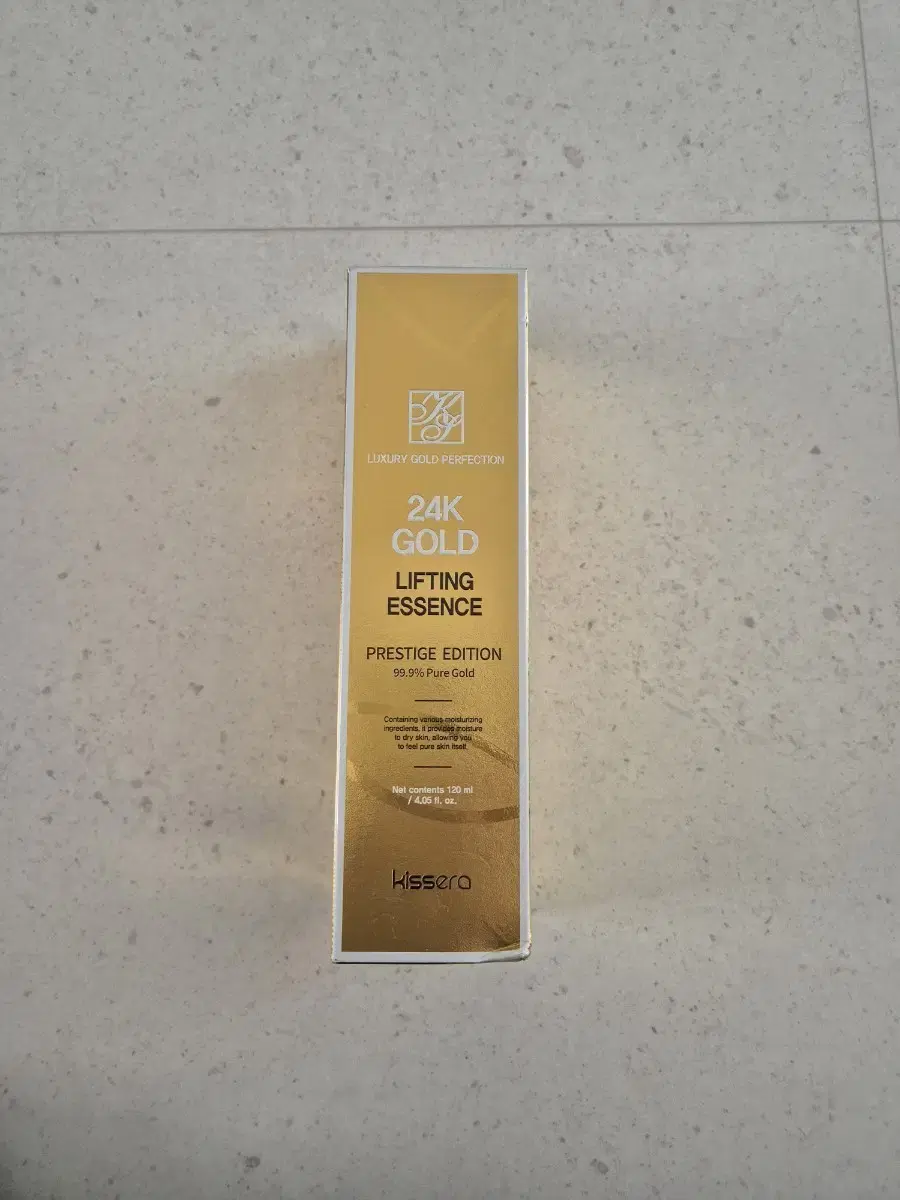 LUXURY GOLD PERFECTION
24K
GOLD
LIFTING
ESSENCE
PRESTIGE EDITION
99.9% Pure Gold
Containing various moisturizing
ingredients, it provides moisture
to dry skin, allowing you
to feel pure skin itself.
Net contents 120 ml
/ 4.05 fl. oz.
kissera